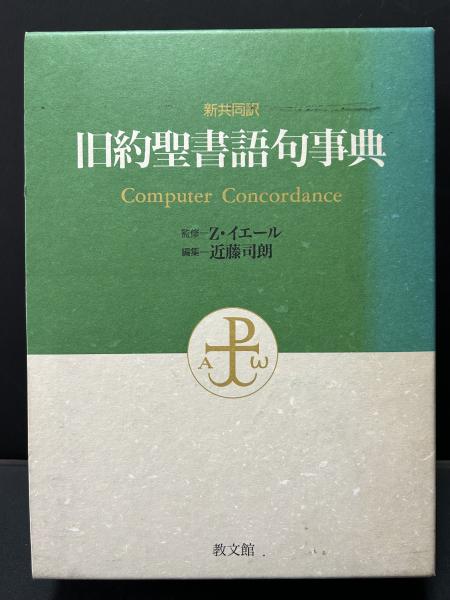 新共同訳
旧約聖書語句事典
Computer Concordance
監修─Z・イエール
編集─近藤司朗
A ω
教文館